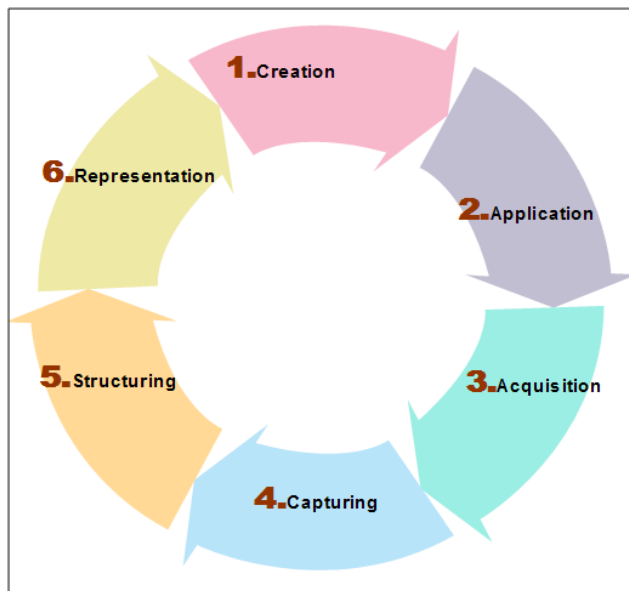 1.Creation
2.Application
3.Acquisition
4.Capturing
5.Structuring
6.Representation